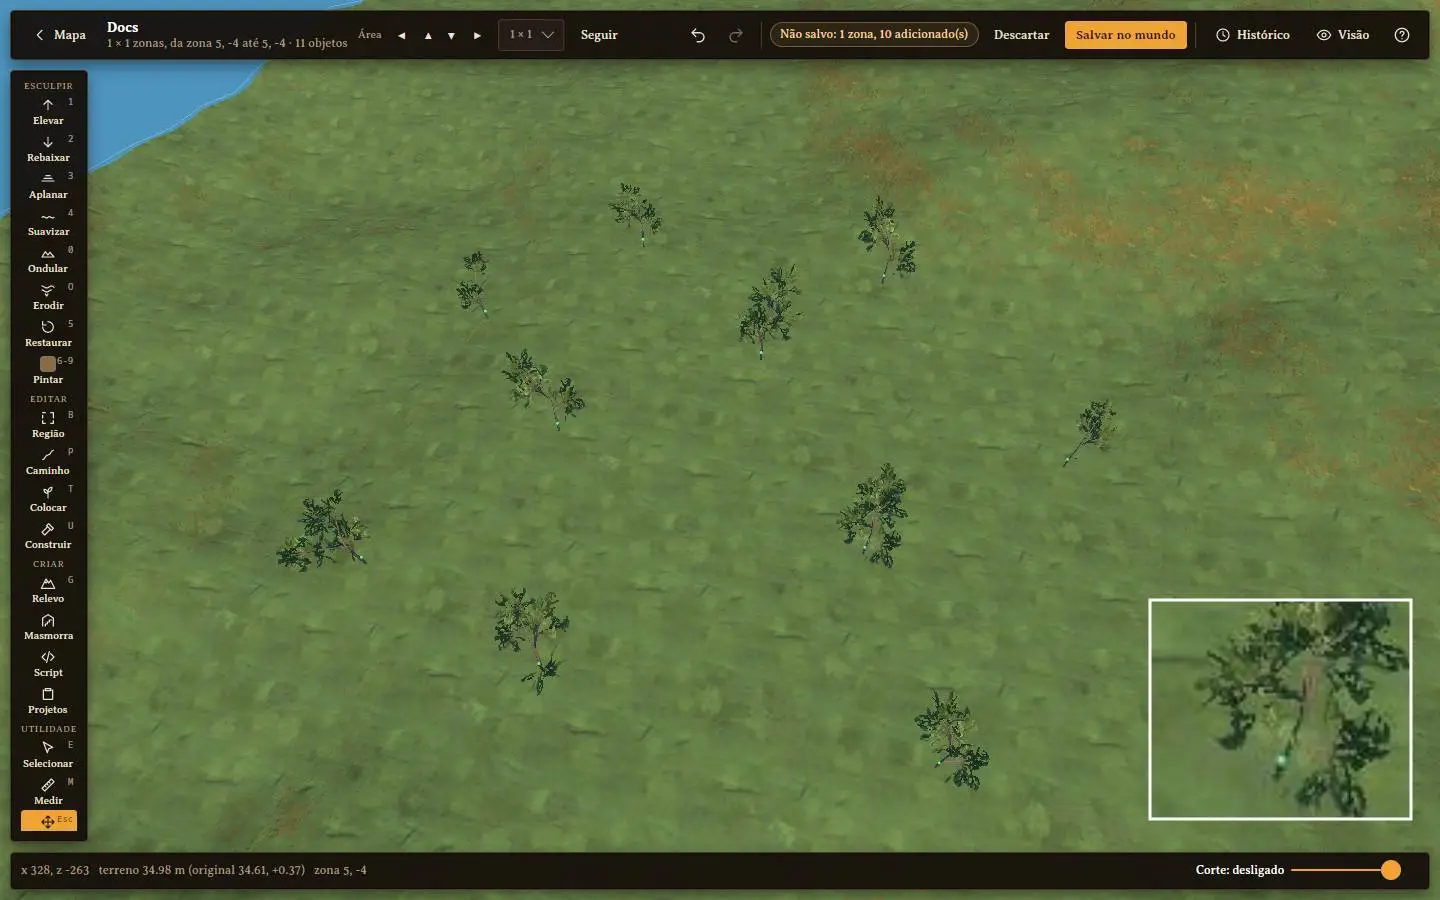 Mapa
Docs
1 × 1 zonas, da zona 5, -4 até 5, -4 · 11 objetos
Área
1 × 1
Seguir
Não salvo: 1 zona, 10 adicionado(s)
Descartar
Salvar no mundo
Histórico
Visão
ESCULPIR
1
Elevar
2
Rebaixar
3
Aplanar
4
Suavizar
0
Ondular
O
Erodir
5
Restaurar
6-9
Pintar
EDITAR
B
Região
P
Caminho
T
Colocar
U
Construir
CRIAR
G
Relevo
Masmorra
Script
Projetos
UTILIDADE
E
Selecionar
M
Medir
Esc
x 328, z -263 terreno 34.98 m (original 34.61, +0.37) zona 5, -4
Corte: desligado